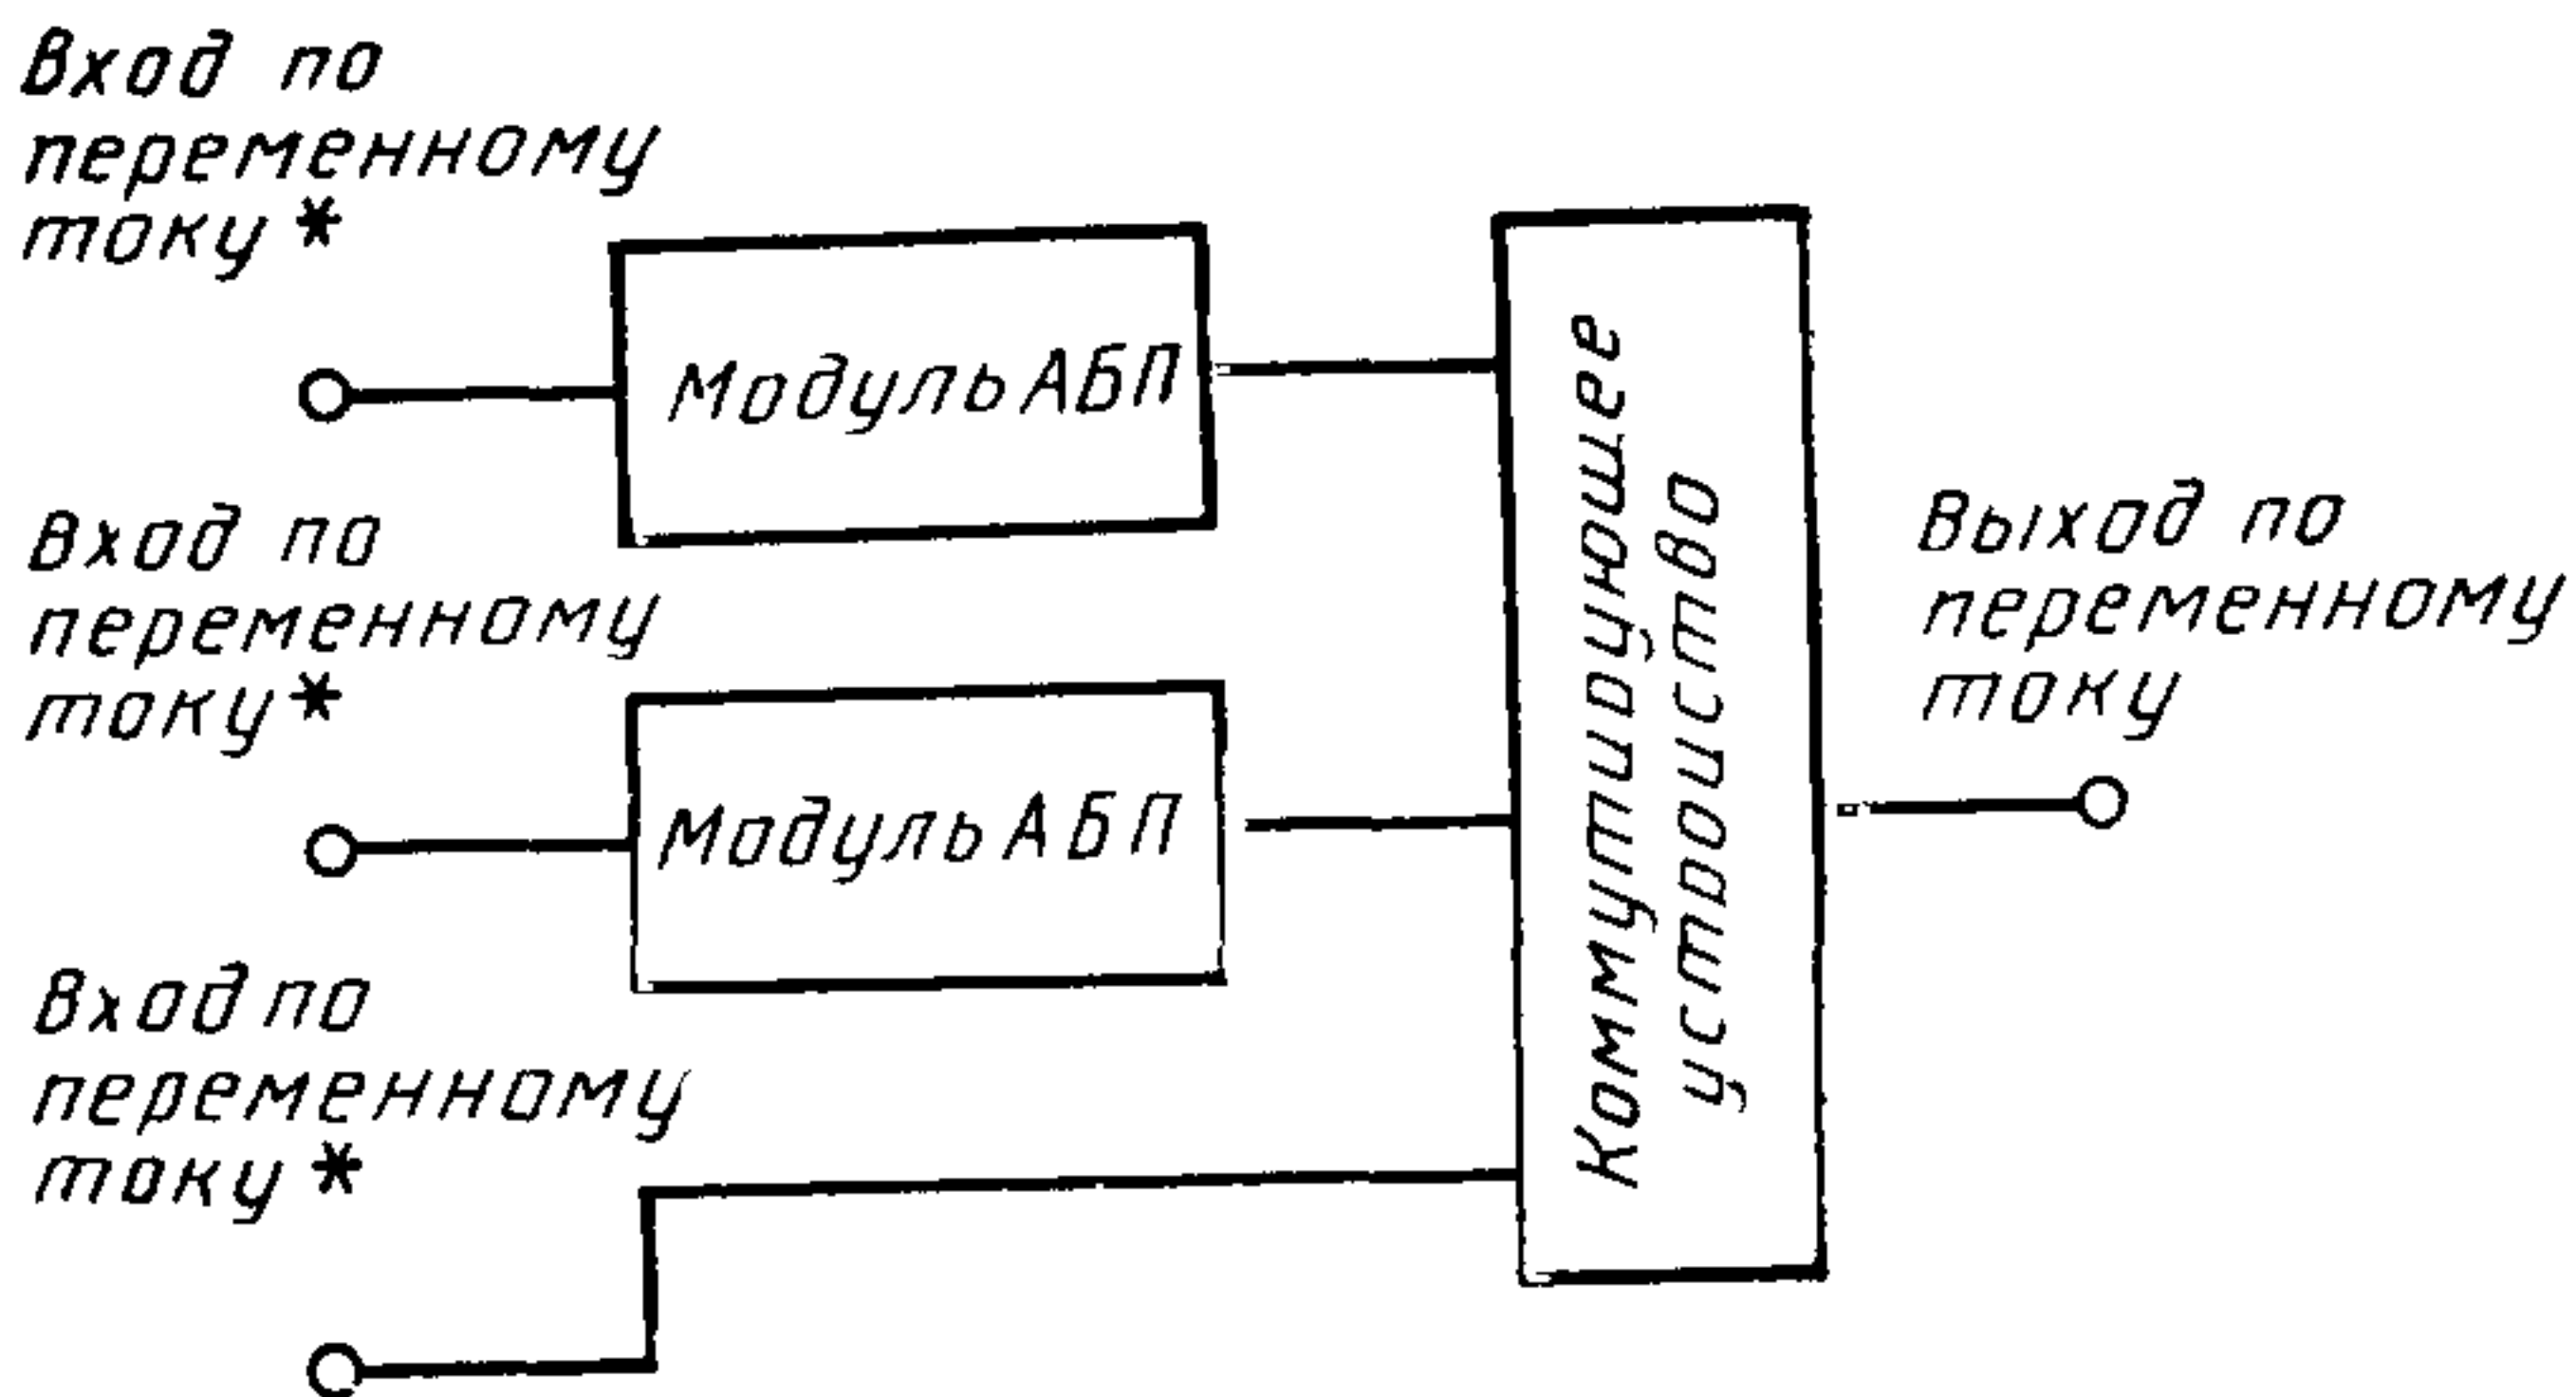 Вход по
переменному
току *
Модуль АБП
Вход по
переменному
току *
Модуль АБП
Вход по
переменному
току *
Коммутирующее
устройство
Выход по
переменному
току